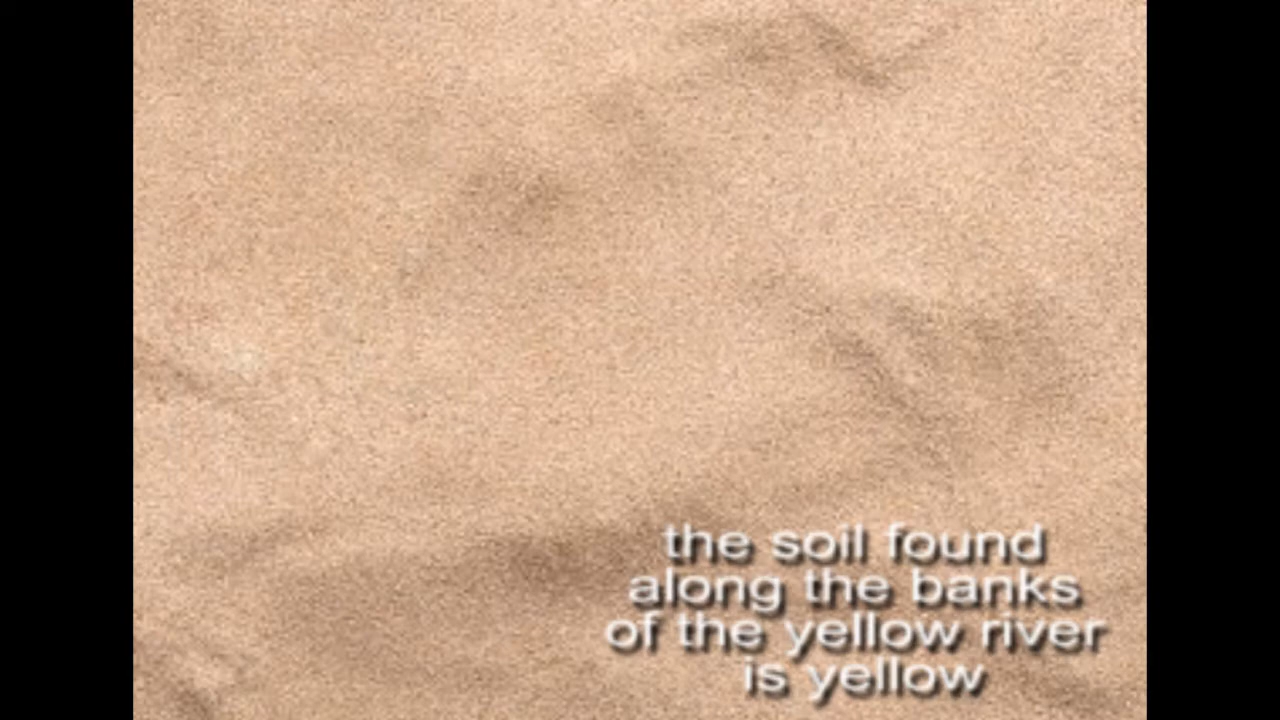 the soil found
along the banks
of the yellow river
is yellow